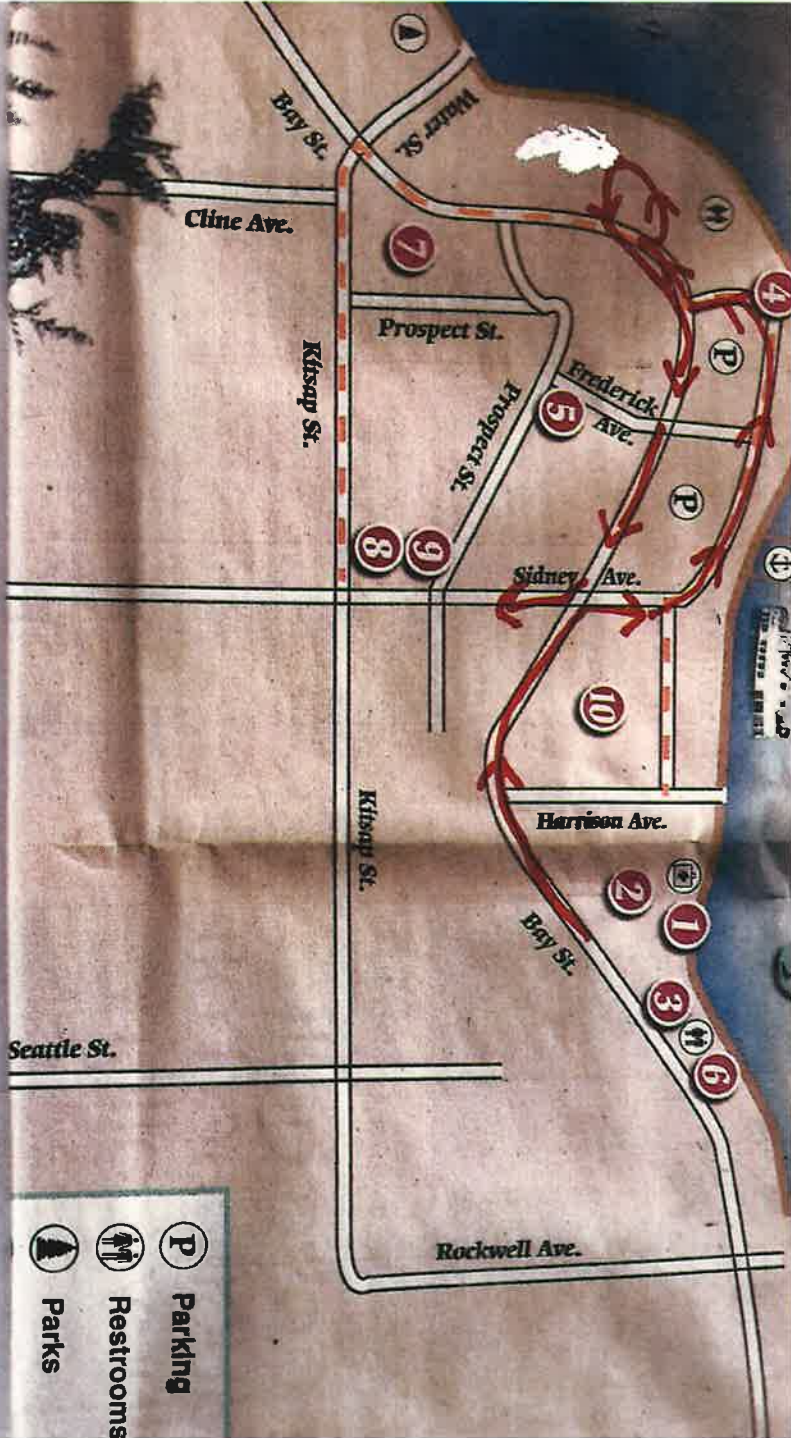 Bay St.
Water St.
Cline Ave.
7
4
P
Prospect St.
Kitsap St.
Frederick
Ave.
5
Prospect St.
P
8
9
Sidney Ave.
10
Kitsap St.
Harrison Ave.
2
1
Bay St.
3
6
Seattle St.
Rockwell Ave.
P Parking
Restrooms
Parks